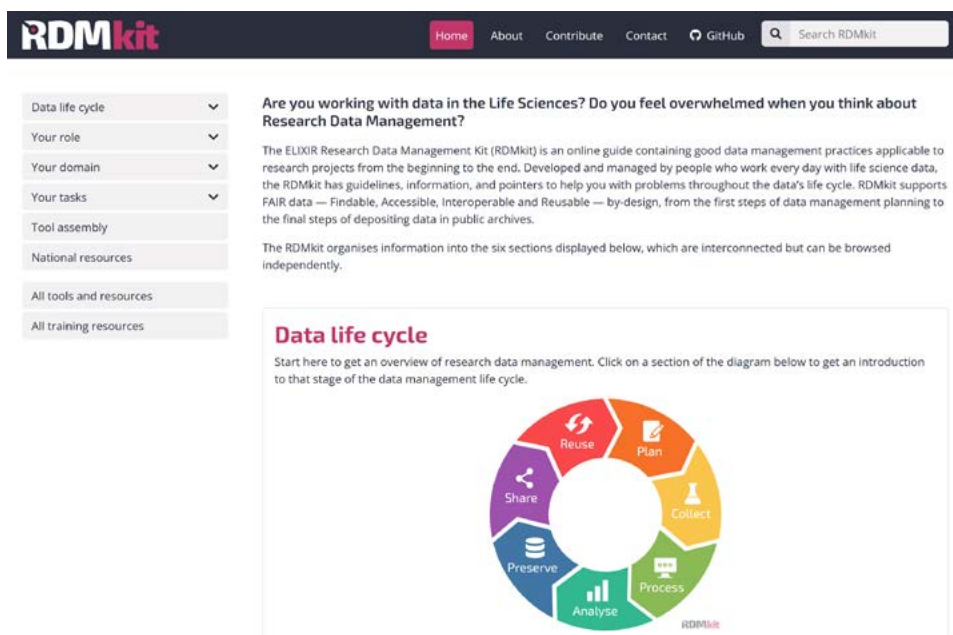 RDMkit
Home About Contribute Contact GitHub Search RDMkit
Data life cycle
Your role
Your domain
Your tasks
Tool assembly
National resources
All tools and resources
All training resources
Are you working with data in the Life Sciences? Do you feel overwhelmed when you think about
Research Data Management?
The ELIXIR Research Data Management Kit (RDMkit) is an online guide containing good data management practices applicable to
research projects from the beginning to the end. Developed and managed by people who work every day with life science data,
the RDMkit has guidelines, information, and pointers to help you with problems throughout the data's life cycle. RDMkit supports
FAIR data — Findable, Accessible, Interoperable and Reusable — by-design, from the first steps of data management planning to
the final steps of depositing data in public archives.
The RDMkit organises information into the six sections displayed below, which are interconnected but can be browsed
independently.
Data life cycle
Start here to get an overview of research data management. Click on a section of the diagram below to get an introduction
to that stage of the data management life cycle.
Reuse
Plan
Share
Collect
Preserve
Process
Analyse
RDMkit